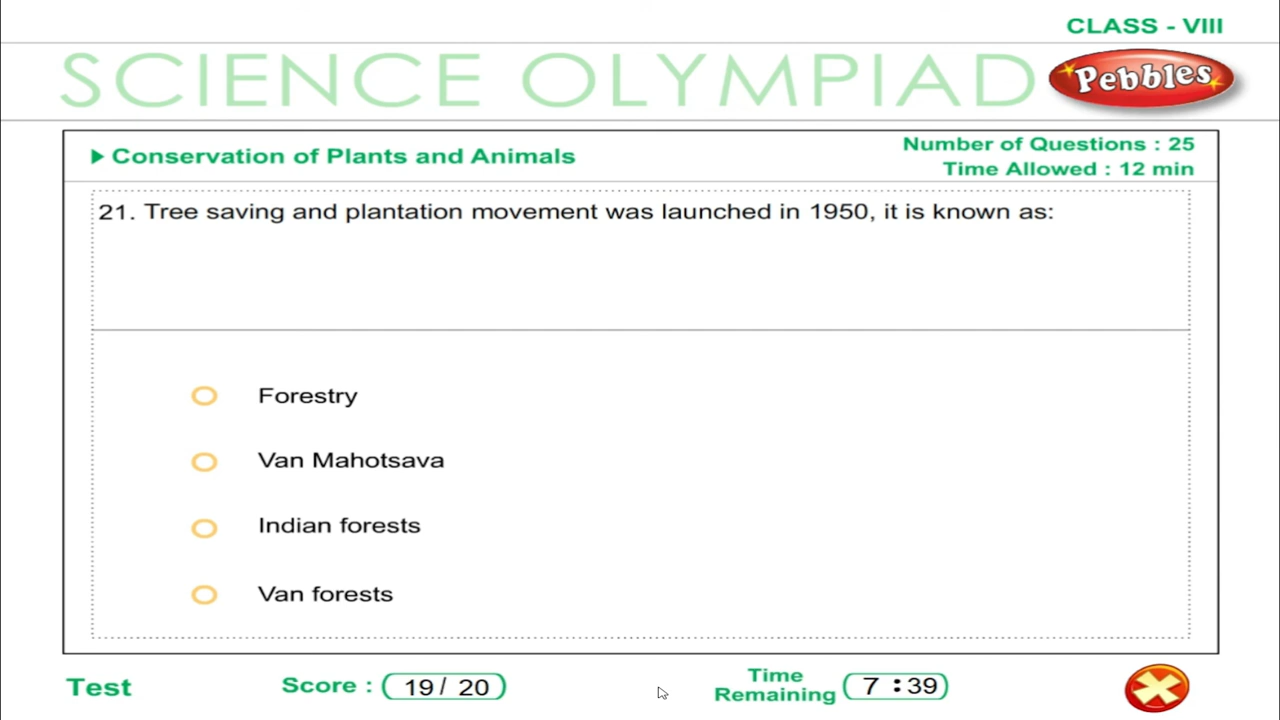 CLASS - VIII
SCIENCE OLYMPIAD
Pebbles
Conservation of Plants and Animals
Number of Questions : 25
Time Allowed : 12 min
21. Tree saving and plantation movement was launched in 1950, it is known as:
Forestry
Van Mahotsava
Indian forests
Van forests
Test
Score : ( 19 / 20 )
Time Remaining ( 7 : 39 )